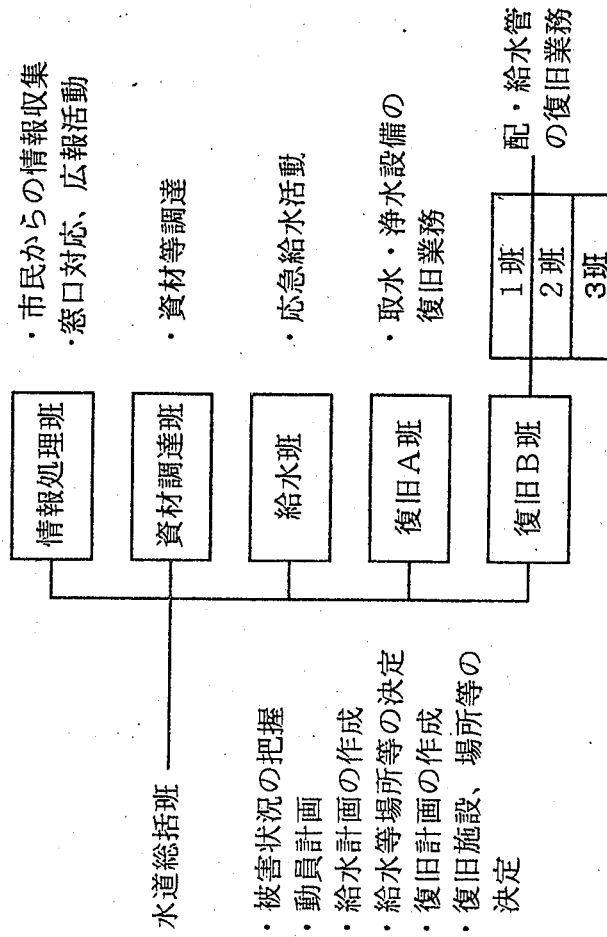 水道総括班
・被害状況の把握
・動員計画
・給水計画の作成
・給水等場所等の決定
・復旧計画の作成
・復旧施設、場所等の
決定
情報処理班
・市民からの情報収集
・窓口対応、広報活動
資材調達班
・資材等調達
給水班
・応急給水活動
復旧A班
・取水・浄水設備の
復旧業務
復旧B班
1班
2班
3班
配・給水管
の復旧業務